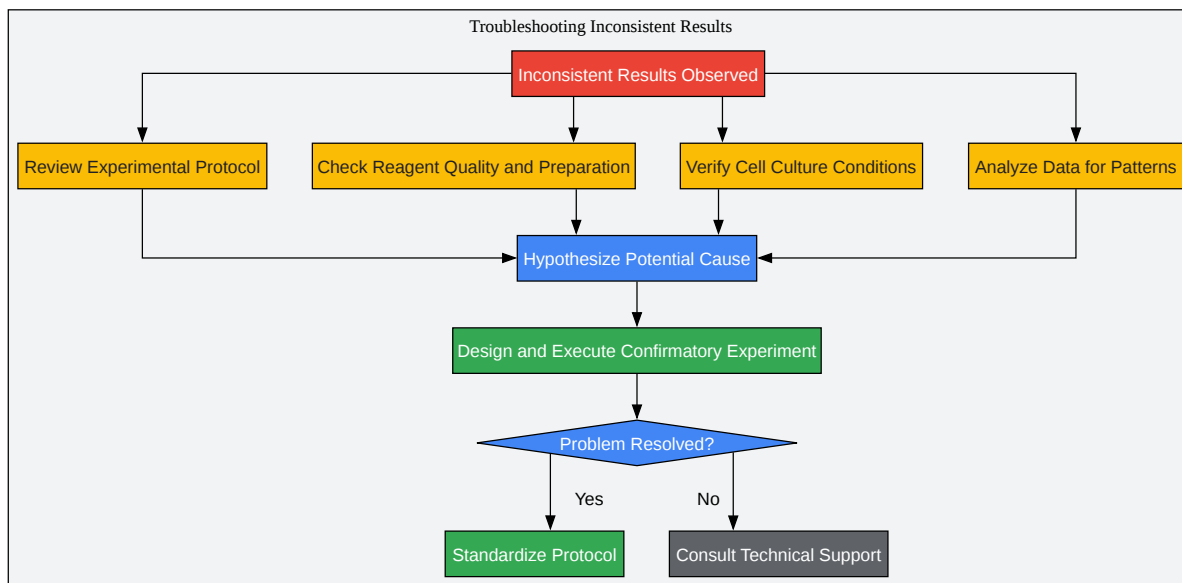 Troubleshooting Inconsistent Results
Inconsistent Results Observed
Review Experimental Protocol
Check Reagent Quality and Preparation
Verify Cell Culture Conditions
Analyze Data for Patterns
Hypothesize Potential Cause
Design and Execute Confirmatory Experiment
Problem Resolved?
Yes
No
Standardize Protocol
Consult Technical Support